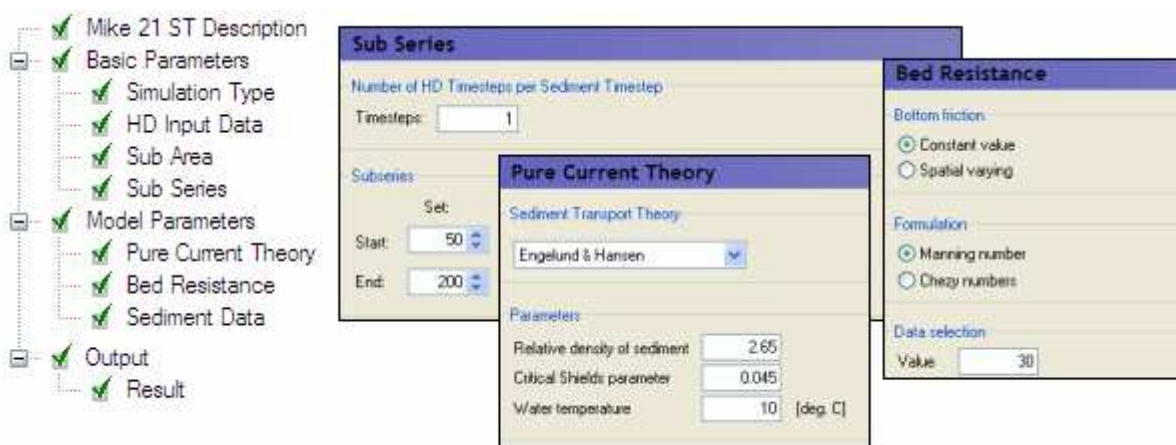 Mike 21 ST Description
Basic Parameters
Simulation Type
HD Input Data
Sub Area
Sub Series
Model Parameters
Pure Current Theory
Bed Resistance
Sediment Data
Output
Result
Sub Series
Number of HD Timesteps per Sediment Timestep
Timesteps: 1
Subseries
Set:
Start: 50
End: 200
Pure Current Theory
Sediment Transport Theory
Engelund & Hansen
Parameters
Relative density of sediment 2.65
Critical Shields parameter 0.045
Water temperature 10 [deg. C]
Bed Resistance
Bottom friction
Constant value
Spatial varying
Formulation
Manning number
Chezy numbers
Data selection
Value 30